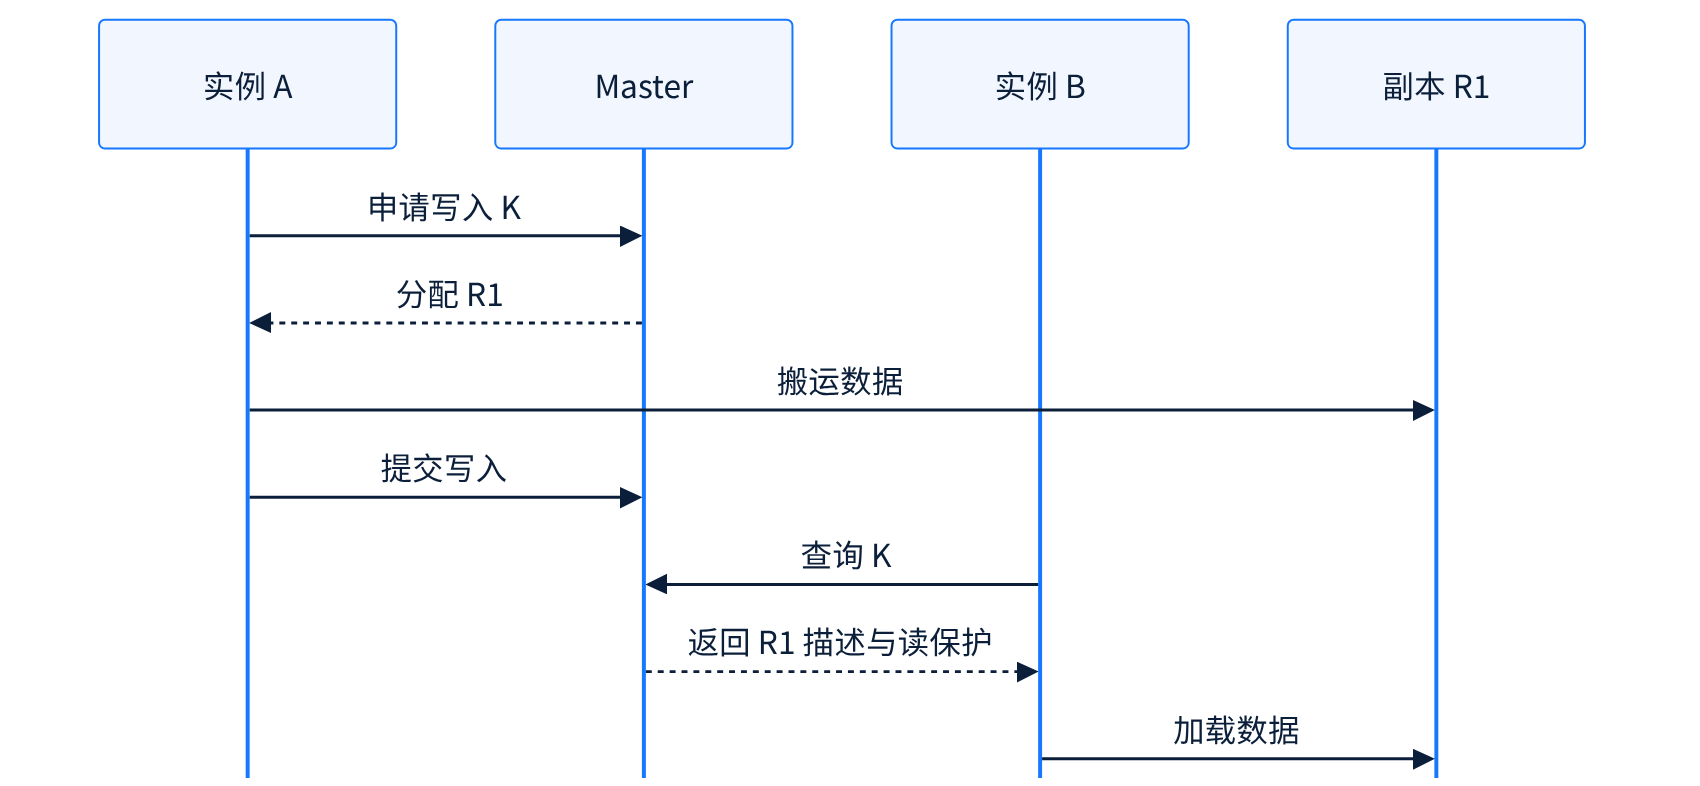 实例 A
Master
实例 B
副本 R1
申请写入 K
分配 R1
搬运数据
提交写入
查询 K
返回 R1 描述与读保护
加载数据